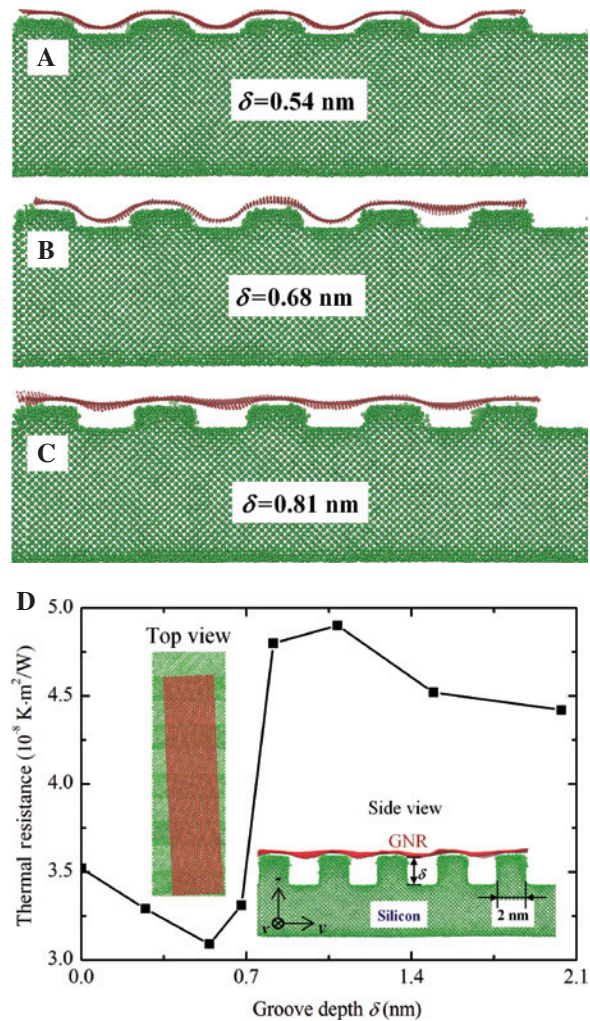 A
δ=0.54 nm
B
δ=0.68 nm
C
δ=0.81 nm
D
5.0
4.5
4.0
3.5
3.0
Thermal resistance (10⁻⁸ K·m²/W)
Top view
Side view
GNR
δ
Silicon
2 nm
y
0.0 0.7 1.4 2.1
Groove depth δ (nm)